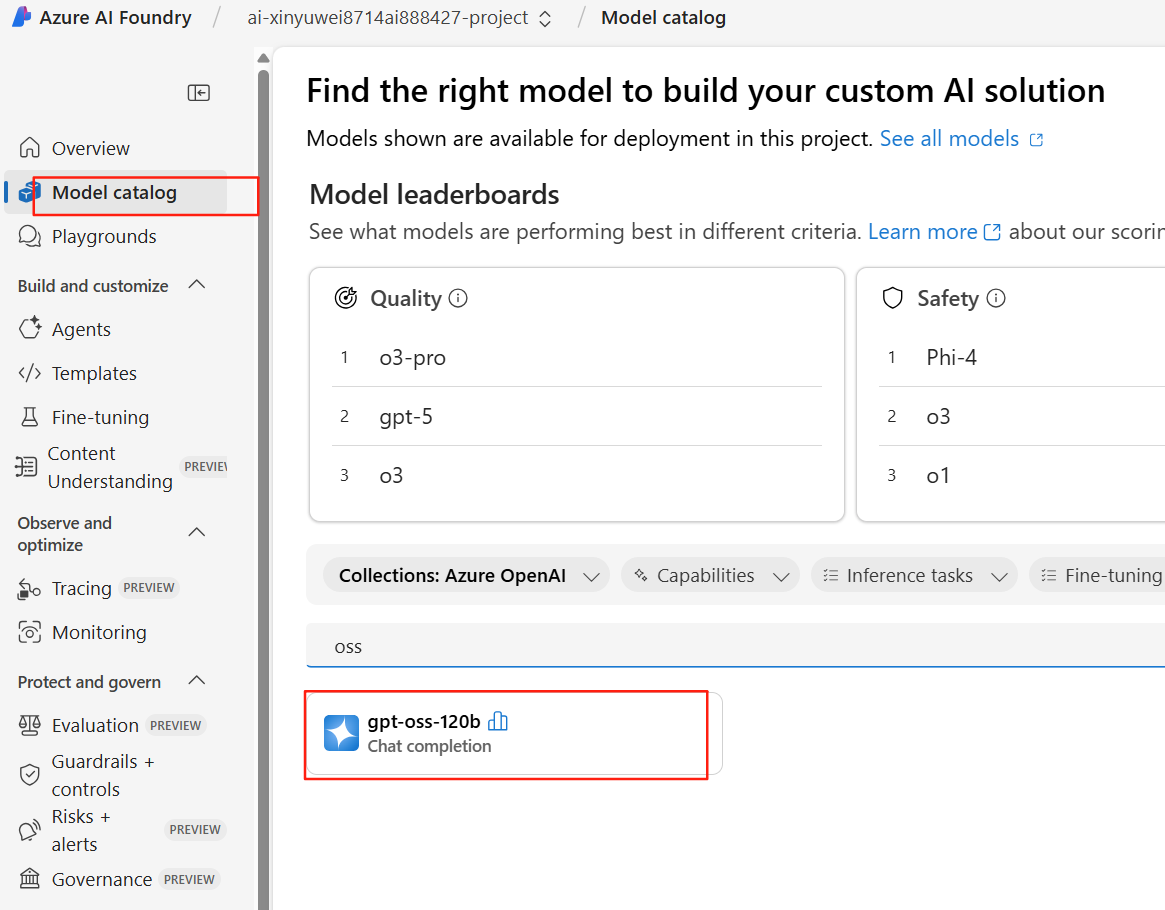 Azure AI Foundry / ai-xinyuwei8714ai888427-project / Model catalog
Overview
Model catalog
Playgrounds
Build and customize
Agents
Templates
Fine-tuning
Content
Understanding
PREVIEW
Observe and
optimize
Tracing PREVIEW
Monitoring
Protect and govern
Evaluation PREVIEW
Guardrails +
controls
Risks +
alerts
PREVIEW
Governance PREVIEW
Find the right model to build your custom AI solution
Models shown are available for deployment in this project. See all models
Model leaderboards
See what models are performing best in different criteria. Learn more about our scorin
Quality
1 o3-pro
2 gpt-5
3 o3
Safety
1 Phi-4
2 o3
3 o1
Collections: Azure OpenAI Capabilities Inference tasks Fine-tuning
oss
gpt-oss-120b
Chat completion